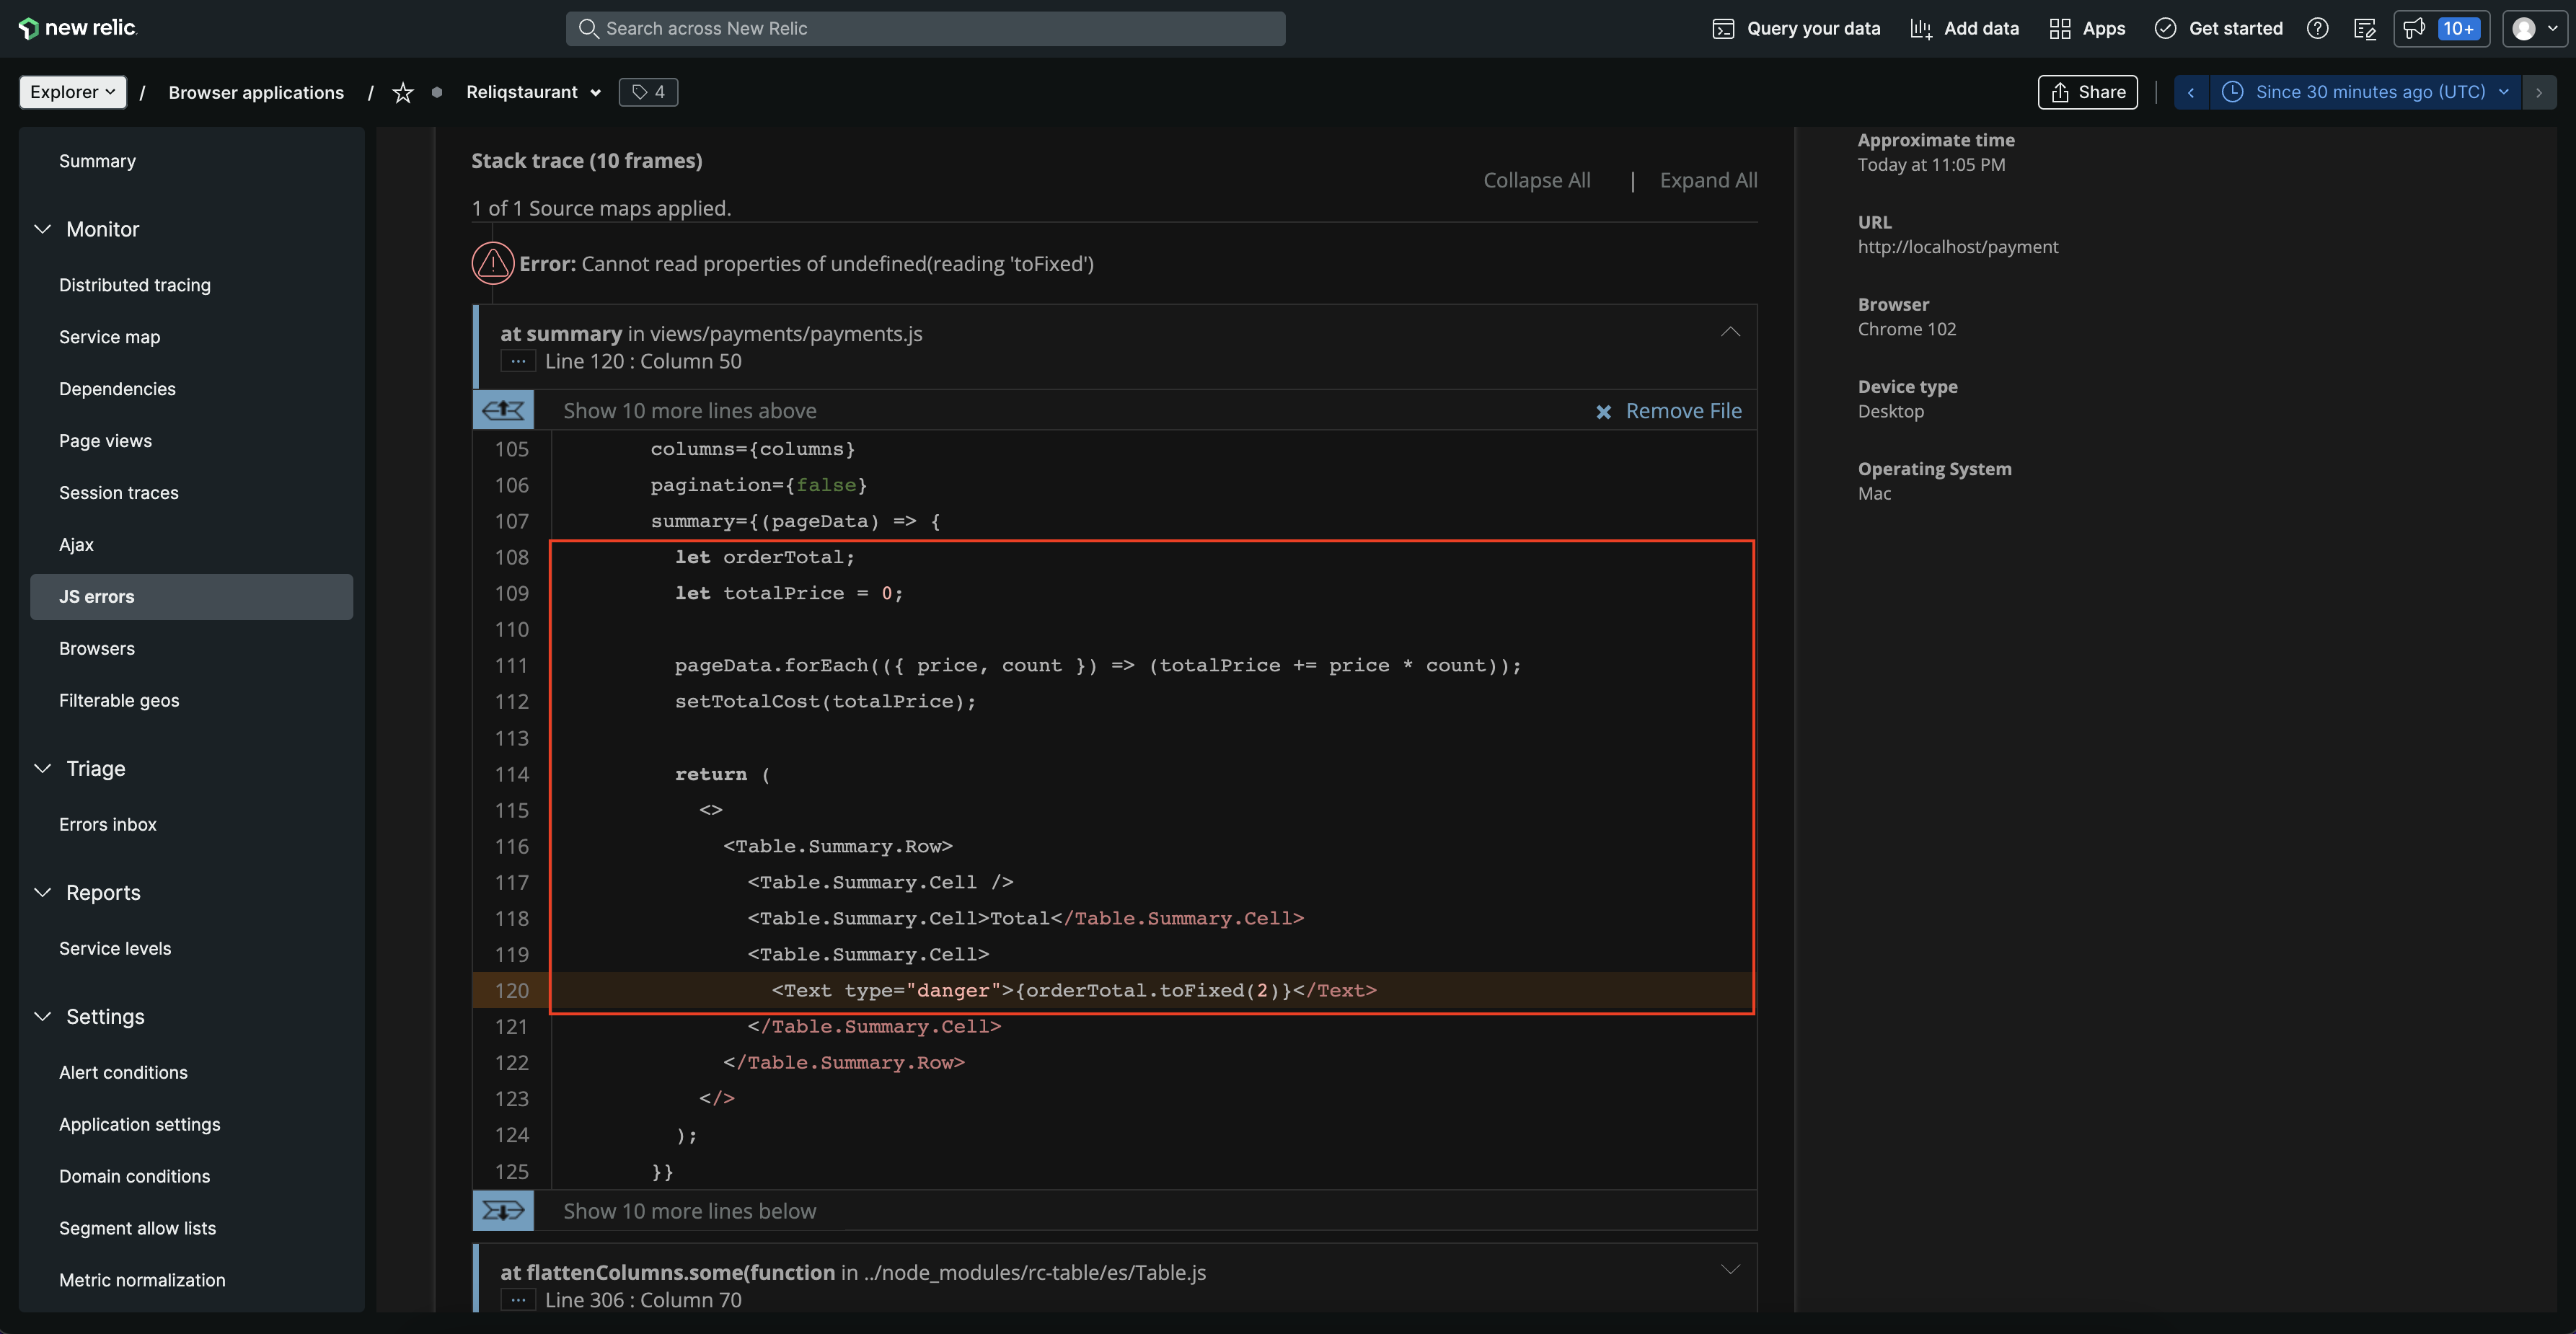 new relic.
Search across New Relic
Query your data
Add data
Apps
Get started
10+
Explorer / Browser applications / Reliqstaurant 4
Share
Since 30 minutes ago (UTC)
Summary
Monitor
Distributed tracing
Service map
Dependencies
Page views
Session traces
Ajax
JS errors
Browsers
Filterable geos
Triage
Errors inbox
Reports
Service levels
Settings
Alert conditions
Application settings
Domain conditions
Segment allow lists
Metric normalization
Stack trace (10 frames)
Collapse All | Expand All
1 of 1 Source maps applied.
Error: Cannot read properties of undefined(reading 'toFixed')
at summary in views/payments/payments.js
... Line 120 : Column 50
Show 10 more lines above
Remove File
105 columns={columns}
106 pagination={false}
107 summary={(pageData) => {
108 let orderTotal;
109 let totalPrice = 0;
110
111 pageData.forEach(({ price, count }) => (totalPrice += price * count));
112 setTotalCost(totalPrice);
113
114 return (
115 <>
116 <Table.Summary.Row>
117 <Table.Summary.Cell />
118 <Table.Summary.Cell>Total</Table.Summary.Cell>
119 <Table.Summary.Cell>
120 <Text type="danger">{orderTotal.toFixed(2)}</Text>
121 </Table.Summary.Cell>
122 </Table.Summary.Row>
123 </>
124 );
125 }}
Show 10 more lines below
at flattenColumns.some(function in ../node_modules/rc-table/es/Table.js
... Line 306 : Column 70
Approximate time
Today at 11:05 PM
URL
http://localhost/payment
Browser
Chrome 102
Device type
Desktop
Operating System
Mac